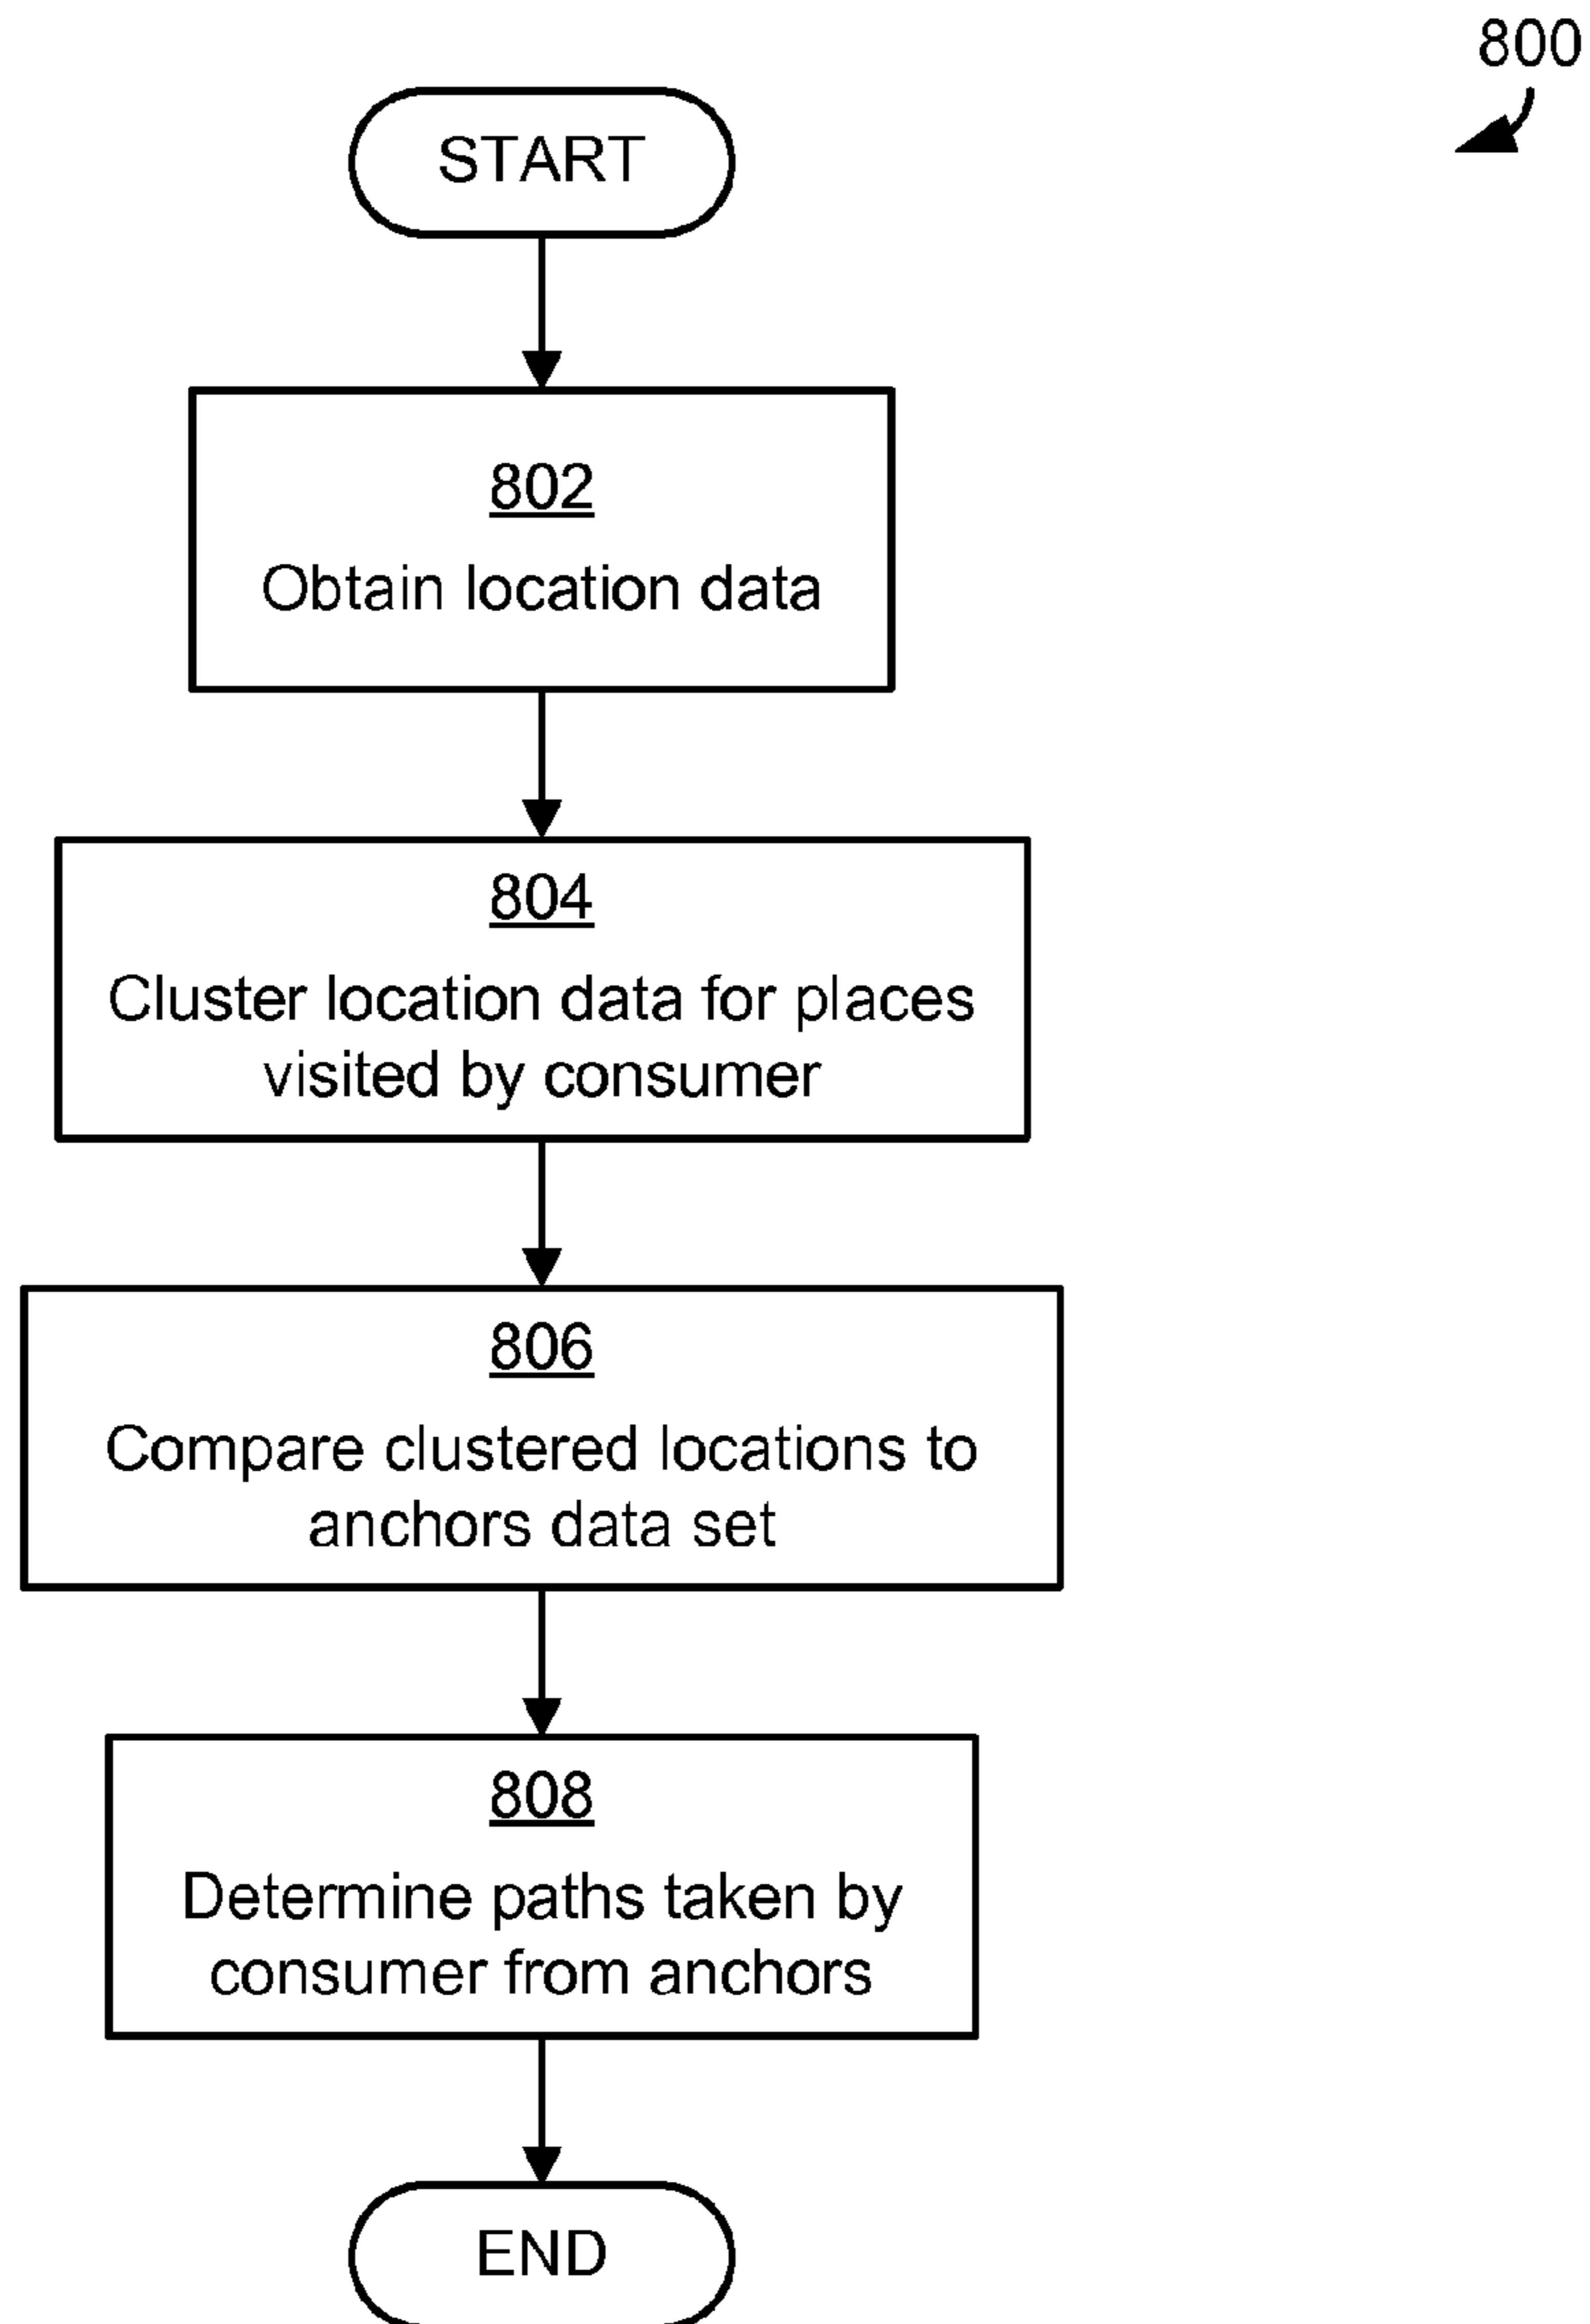 800
START
802
Obtain location data
804
Cluster location data for places
visited by consumer
806
Compare clustered locations to
anchors data set
808
Determine paths taken by
consumer from anchors
END